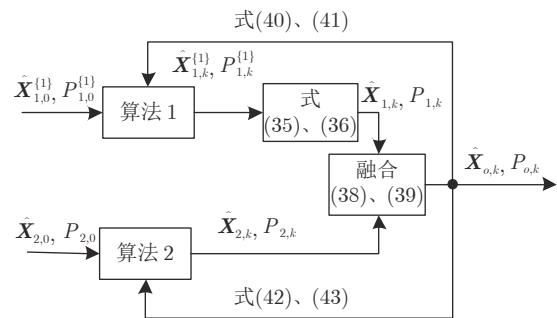 式(40)、(41)
X̂_{1,0}^{{1}}, P_{1,0}^{{1}}
算法 1
X̂_{1,k}^{{1}}, P_{1,k}^{{1}}
式
(35)、(36)
X̂_{1,k}, P_{1,k}
融合
(38)、(39)
X̂_{o,k}, P_{o,k}
X̂_{2,0}, P_{2,0}
算法 2
X̂_{2,k}, P_{2,k}
式(42)、(43)